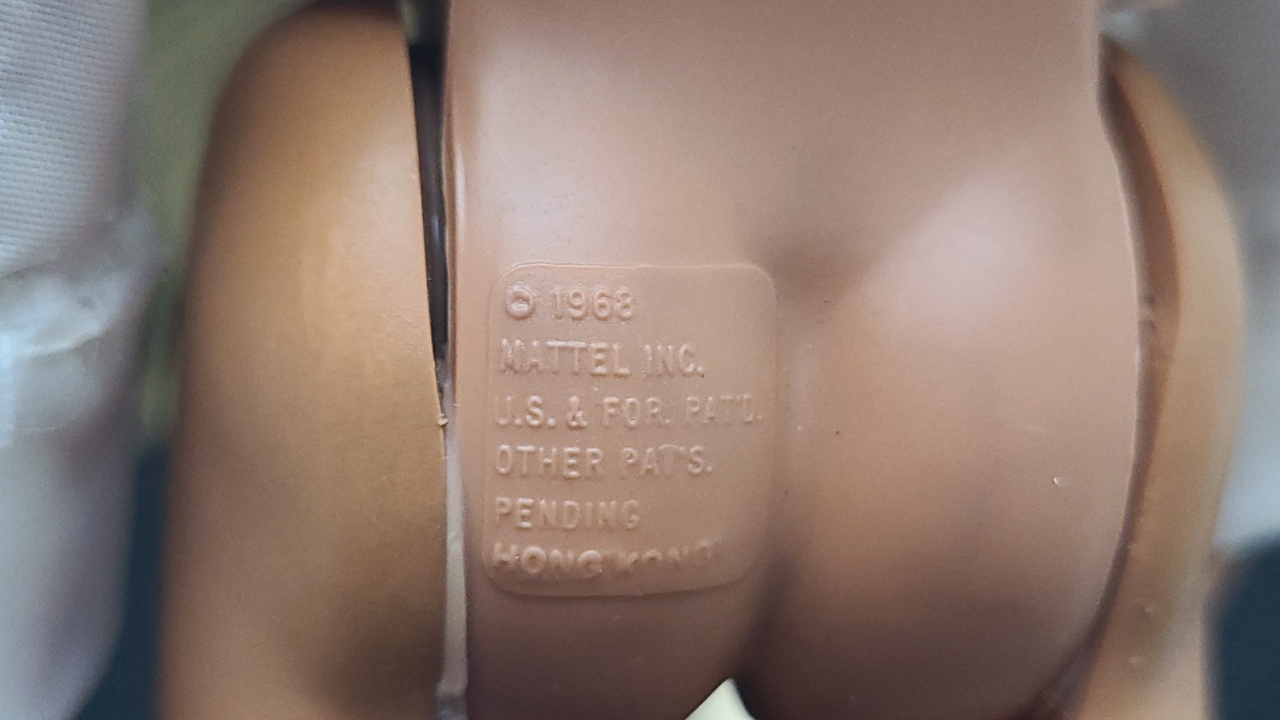 © 1968
MATTEL INC.
U.S. & FOR. PAT'D.
OTHER PAT'S.
PENDING
HONG KONG